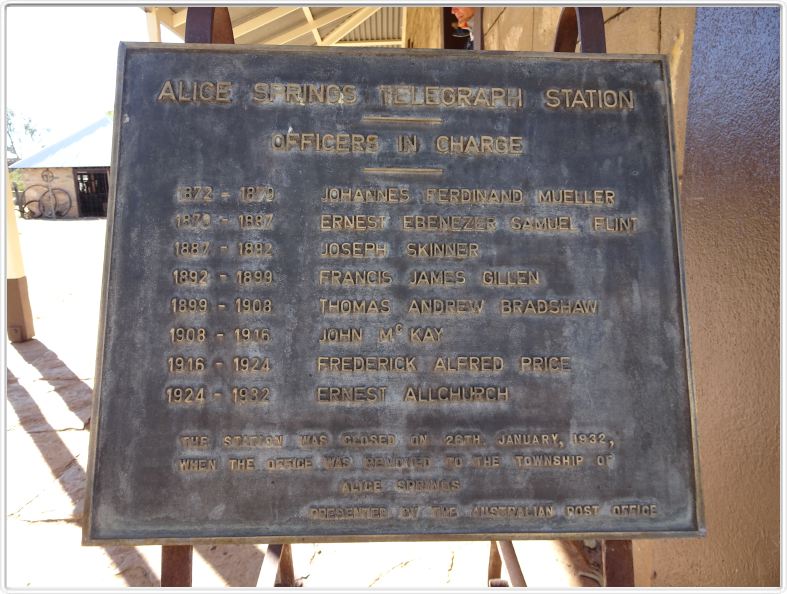 ALICE SPRINGS TELEGRAPH STATION
OFFICERS IN CHARGE
1872 - 1879 JOHANNES FERDINAND MUELLER
1879 - 1887 ERNEST EBENEZER SAMUEL FLINT
1887 - 1892 JOSEPH SKINNER
1892 - 1899 FRANCIS JAMES GILLEN
1899 - 1908 THOMAS ANDREW BRADSHAW
1908 - 1916 JOHN McKAY
1916 - 1924 FREDERICK ALFRED PRICE
1924 - 1932 ERNEST ALLCHURCH
THE STATION WAS CLOSED ON 26TH. JANUARY, 1932,
WHEN THE OFFICE WAS REMOVED TO THE TOWNSHIP OF
ALICE SPRINGS
PRESENTED BY THE AUSTRALIAN POST OFFICE